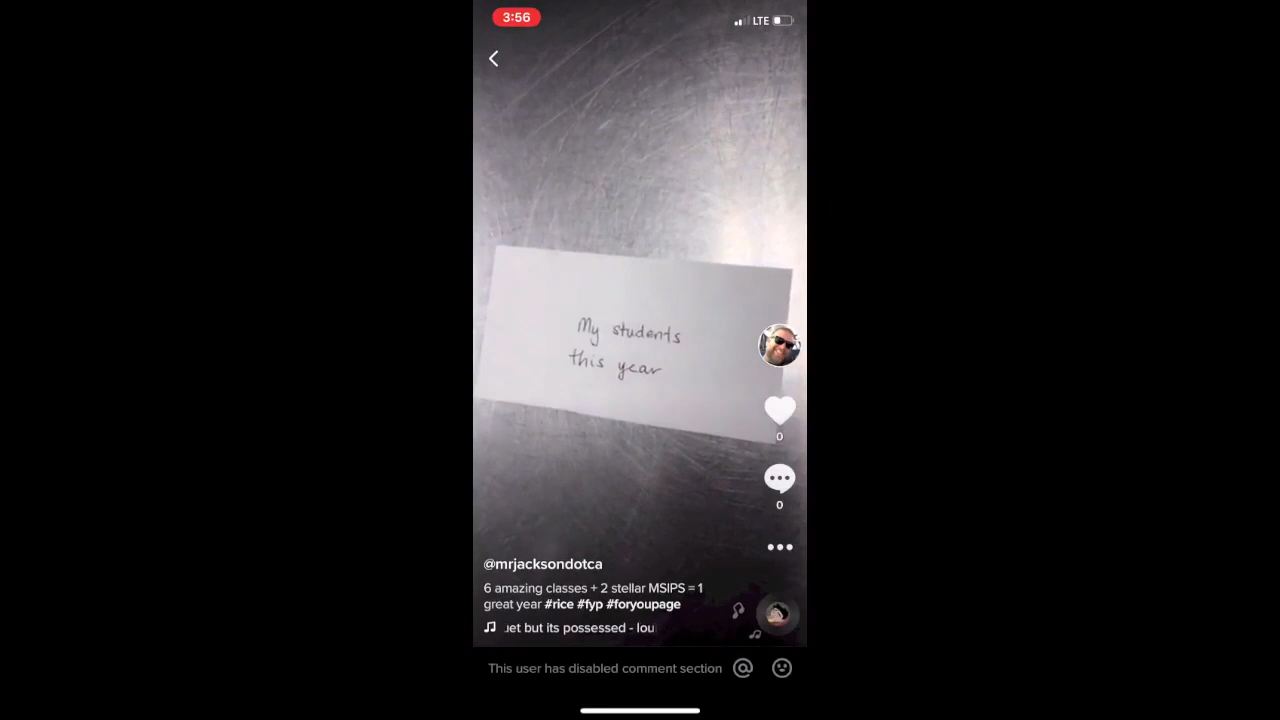 3:56
LTE
My students
this year
0
0
@mrjacksondotca
6 amazing classes + 2 stellar MSIPS = 1
great year #rice #fyp #foryoupage
but its possessed - lou
This user has disabled comment section